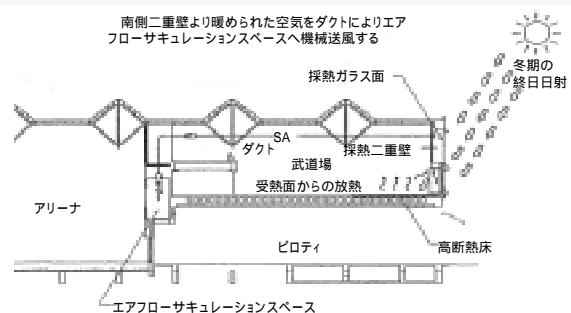 南側二重壁より暖められた空気をダクトによりエア
フローサキュレーションスペースへ機械送風する
冬期の
終日日射
採熱ガラス面
SA
ダクト
採熱二重壁
武道場
受熱面からの放熱
アリーナ
ピロティ
高断熱床
エアフローサキュレーションスペース